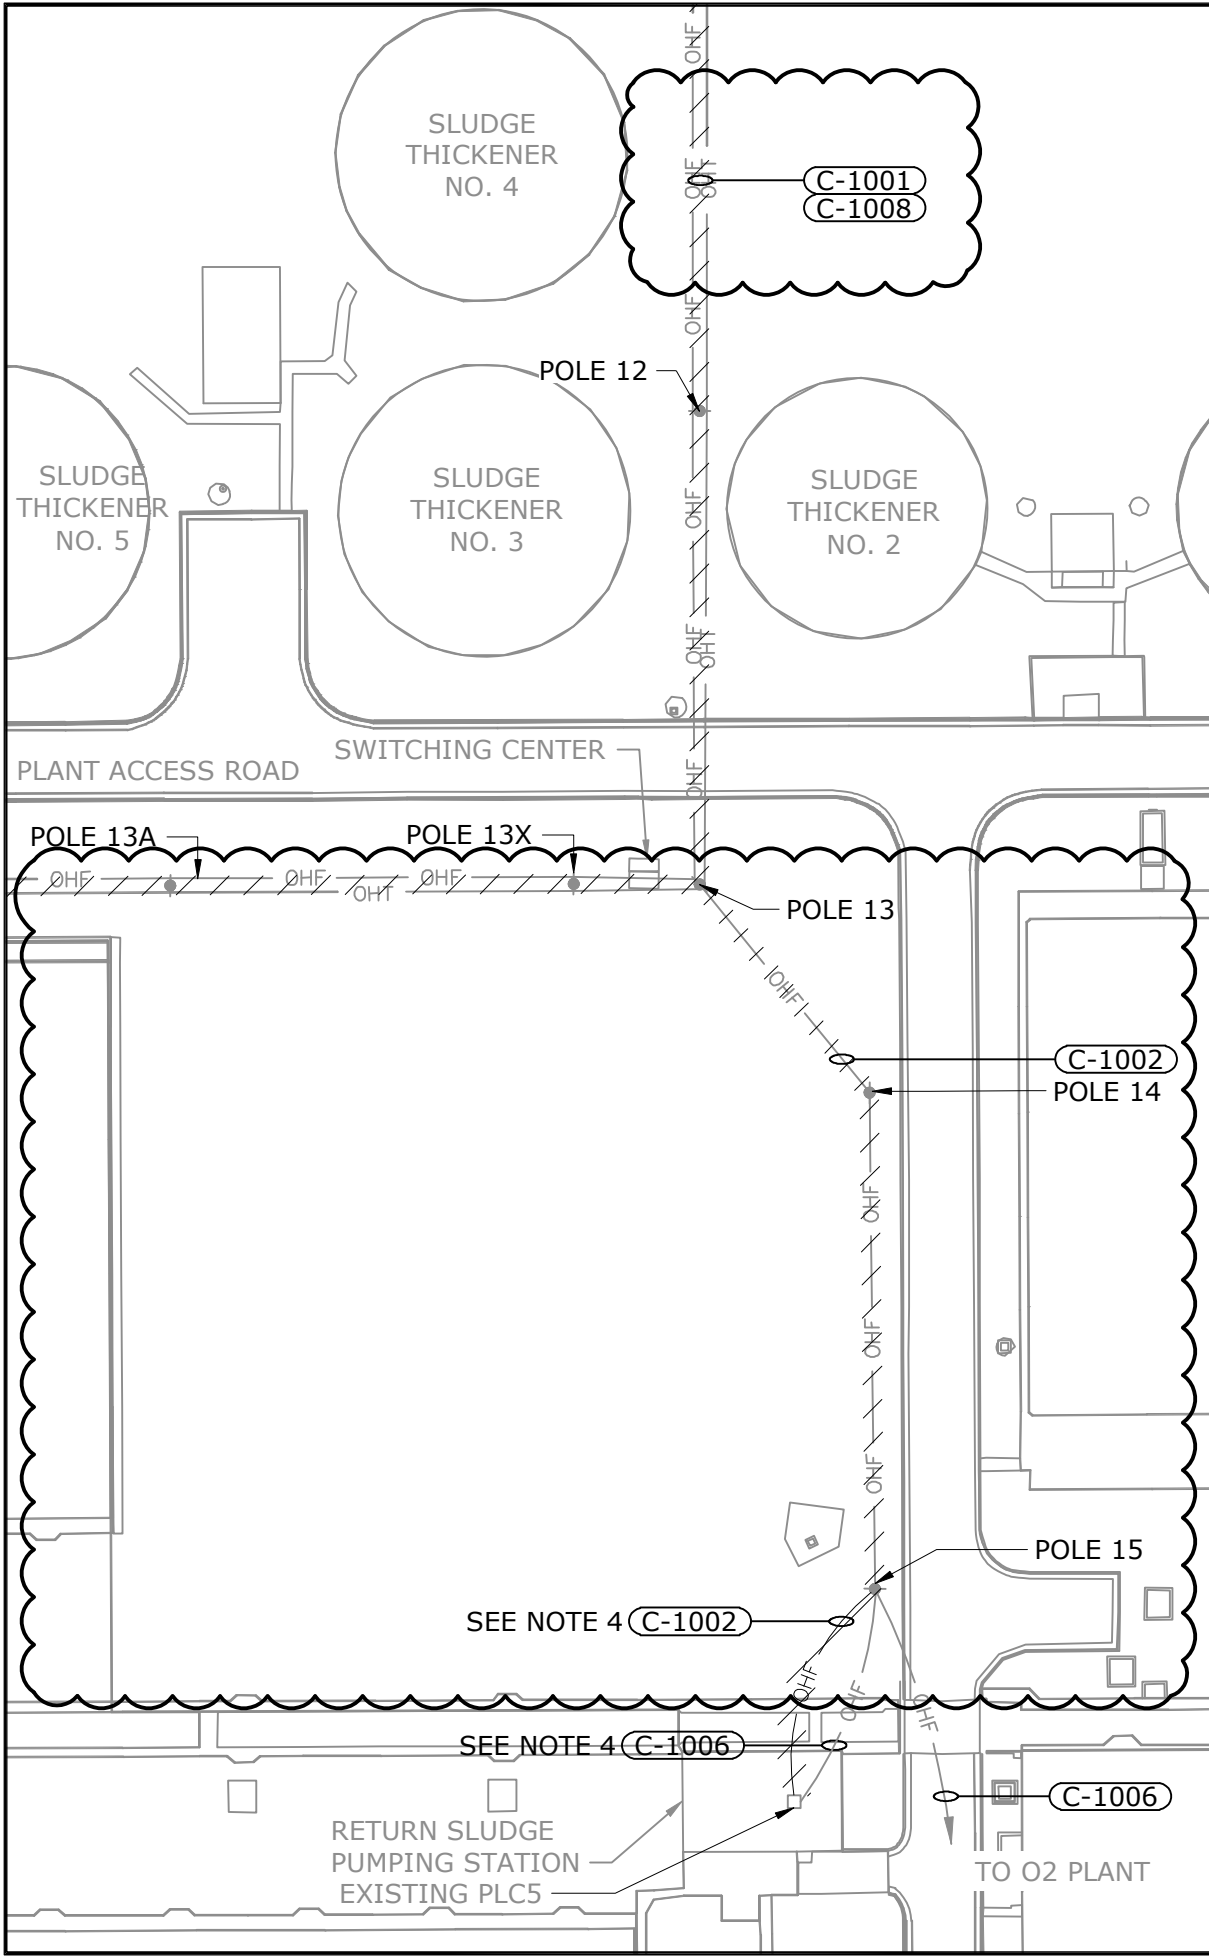 OHF
SLUDGE
THICKENER
NO. 4
OHF
OHT
C-1001
C-1008
OHF
POLE 12
SLUDGE
THICKENER
NO. 5
SLUDGE
THICKENER
NO. 3
OHF
SLUDGE
THICKENER
NO. 2
OHF
OHT
SWITCHING CENTER
PLANT ACCESS ROAD
OHF
POLE 13A
POLE 13X
OHF
OHF
OHF
OHT
POLE 13
OHF
C-1002
POLE 14
OHF
OHF
OHF
POLE 15
SEE NOTE 4 C-1002
OHF
OHF
OHF
SEE NOTE 4 C-1006
C-1006
RETURN SLUDGE
PUMPING STATION
EXISTING PLC5
TO O2 PLANT